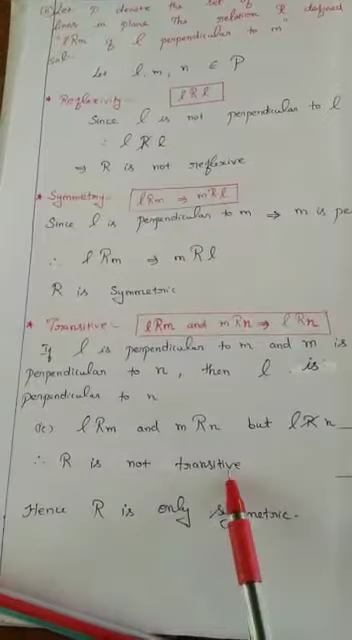 Let P denote the set of
lines in plane. The relation R defined
"lRm if l perpendicular to m"
Sol-
Let l, m, n ∈ P
* Reflexivity- lRl
Since l is not perpendicular to l
∴ l R̸ l
⇒ R is not reflexive
* Symmetry- lRm ⇒ mRl
Since l is perpendicular to m ⇒ m is pe
∴ lRm ⇒ mRl
R is Symmetric
* Transitive- lRm and mRn ⇒ lRn
If l is perpendicular to m and m is
perpendicular to n, then l is
perpendicular to n
(ie) lRm and mRn but lR̸n
∴ R is not transitive
Hence R is only symmetric.